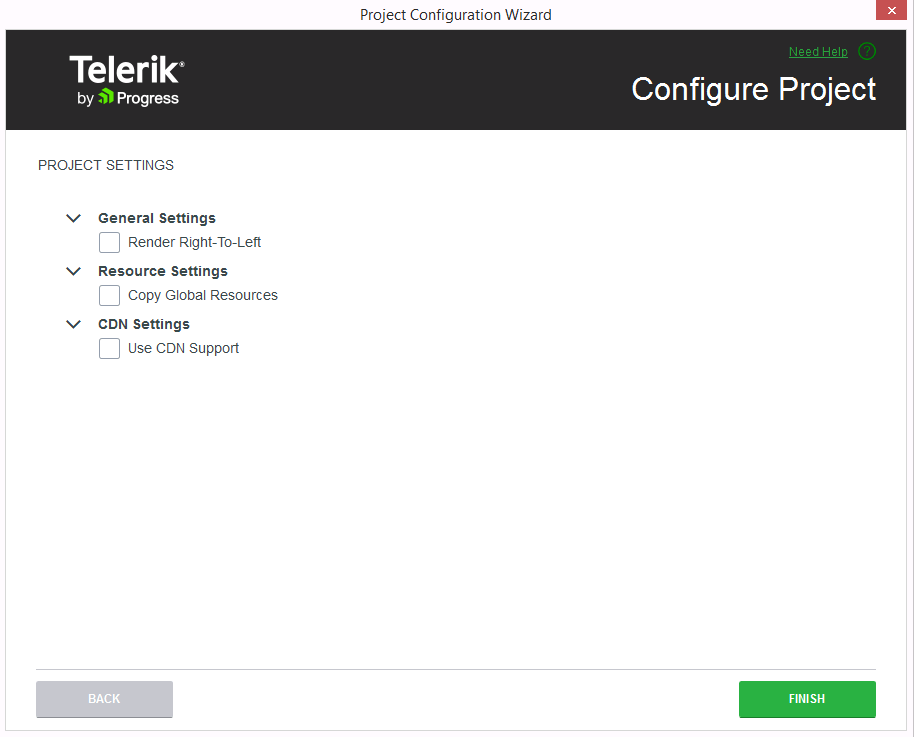 Project Configuration Wizard
Need Help ?
Telerik®
by Progress
Configure Project
PROJECT SETTINGS
General Settings
Render Right-To-Left
Resource Settings
Copy Global Resources
CDN Settings
Use CDN Support
BACK
FINISH